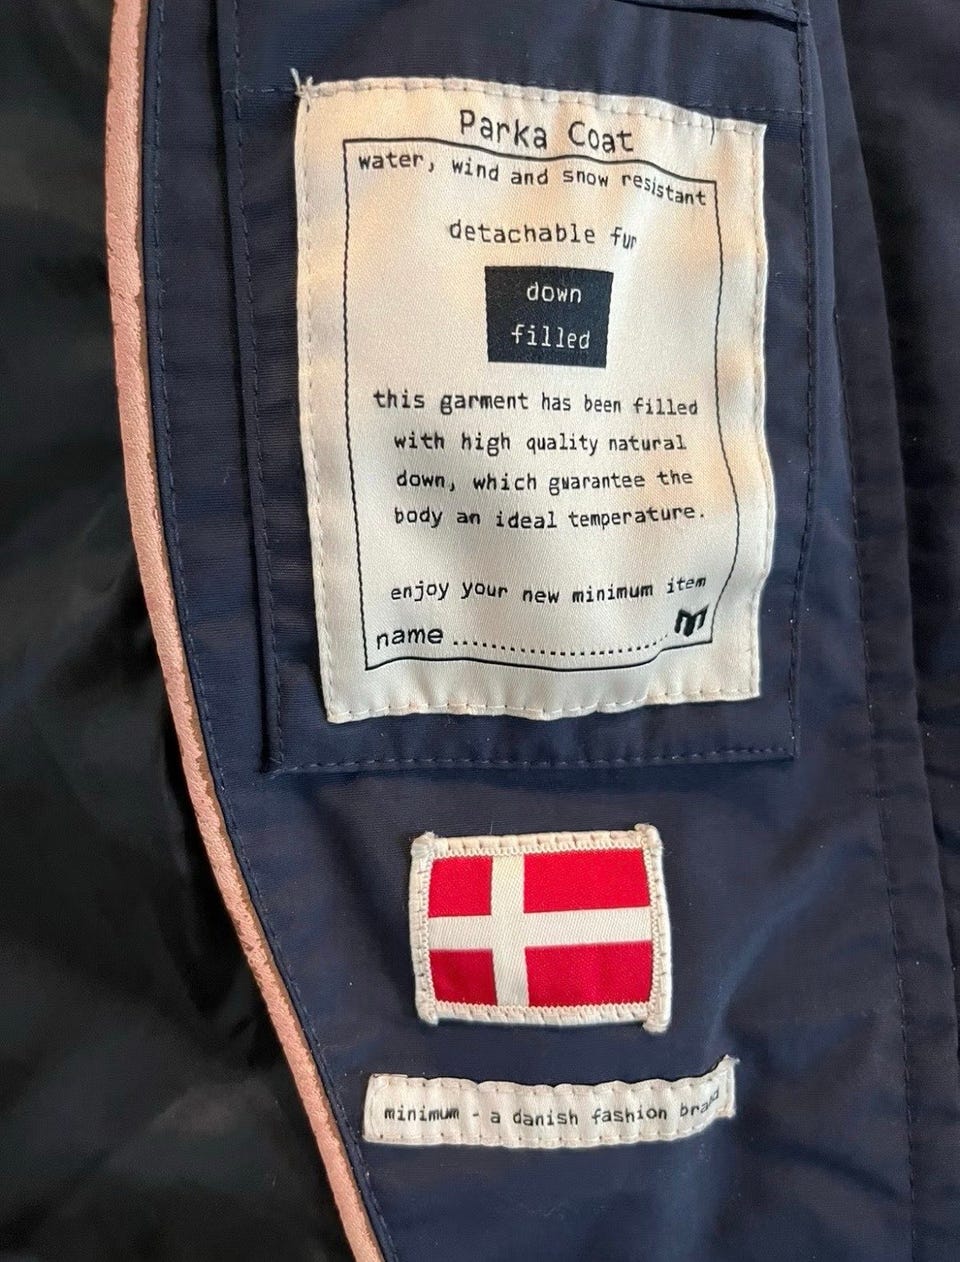 Parka Coat
water, wind and snow resistant
detachable fur
down
filled
this garment has been filled
with high quality natural
down, which guarantee the
body an ideal temperature.
enjoy your new minimum item
name ..............................
minimum - a danish fashion brand